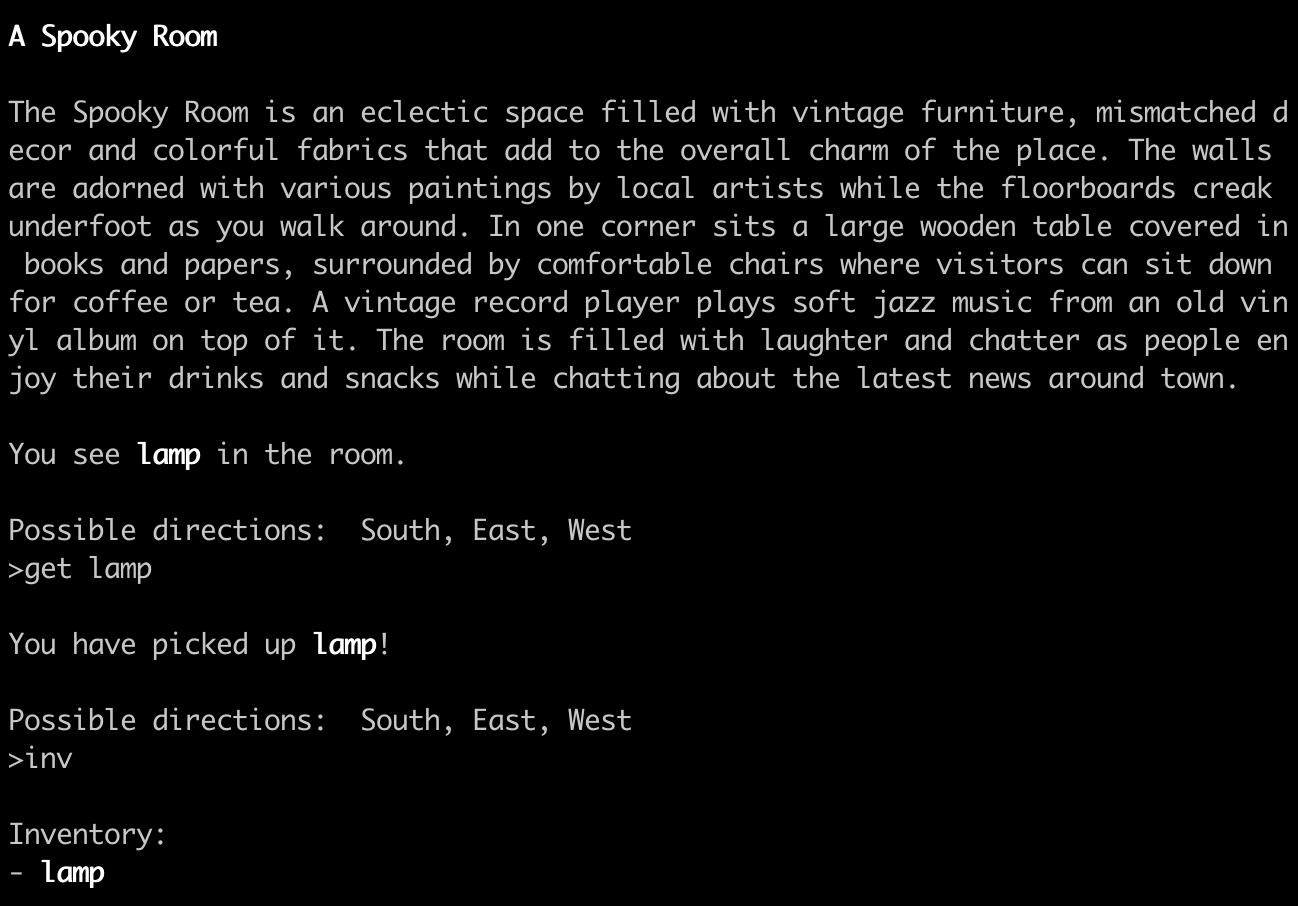 A Spooky Room
The Spooky Room is an eclectic space filled with vintage furniture, mismatched d
ecor and colorful fabrics that add to the overall charm of the place. The walls
are adorned with various paintings by local artists while the floorboards creak
underfoot as you walk around. In one corner sits a large wooden table covered in
 books and papers, surrounded by comfortable chairs where visitors can sit down
for coffee or tea. A vintage record player plays soft jazz music from an old vin
yl album on top of it. The room is filled with laughter and chatter as people en
joy their drinks and snacks while chatting about the latest news around town.
You see lamp in the room.
Possible directions:  South, East, West
>get lamp
You have picked up lamp!
Possible directions:  South, East, West
>inv
Inventory:
- lamp